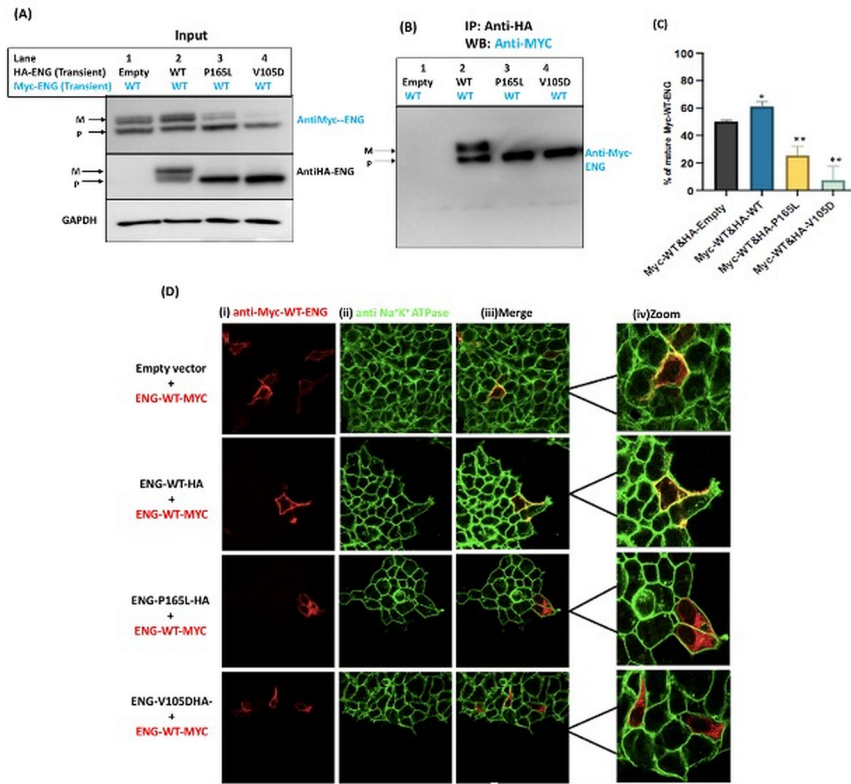 (A)
Input
Lane 1 2 3 4
HA-ENG (Transient) Empty WT P165L V105D
Myc-ENG (Transient) WT WT WT WT
M
P
AntiMyc--ENG
M
P
AntiHA-ENG
GAPDH
(B)
IP: Anti-HA
WB: Anti-MYC
1 2 3 4
Empty WT P165L V105D
WT WT WT WT
M
P
Anti-Myc-
ENG
(C)
% of mature Myc-WT-ENG
100
80
60
40
20
0
*
**
**
Myc-WT&HA-Empty
Myc-WT&HA-WT
Myc-WT&HA-P165L
Myc-WT&HA-V105D
(D)
(i) anti-Myc-WT-ENG (ii) anti Na⁺K⁺ ATPase (iii)Merge (iv)Zoom
Empty vector
+
ENG-WT-MYC
ENG-WT-HA
+
ENG-WT-MYC
ENG-P165L-HA
+
ENG-WT-MYC
ENG-V105DHA-
+
ENG-WT-MYC